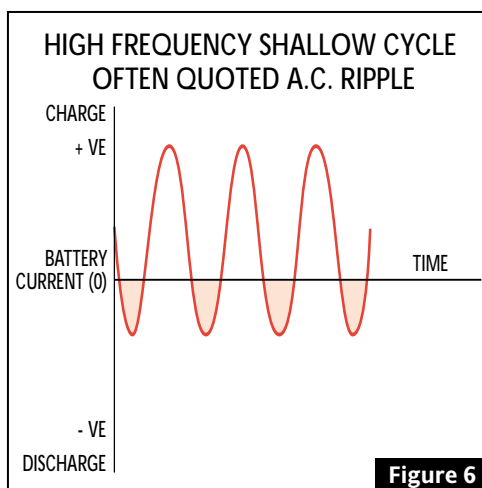 HIGH FREQUENCY SHALLOW CYCLE
OFTEN QUOTED A.C. RIPPLE
CHARGE
+ VE
BATTERY
CURRENT (0)
TIME
- VE
DISCHARGE
Figure 6